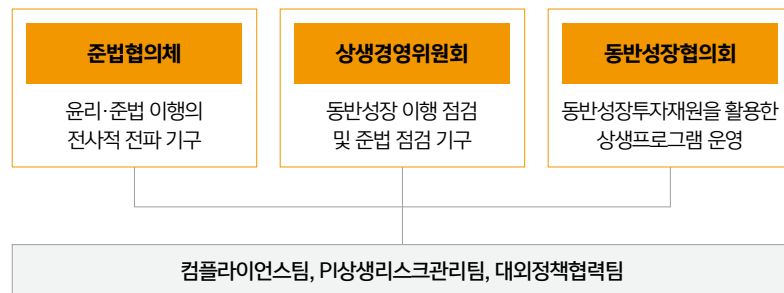 준법협의체
윤리·준법 이행의
전사적 전파 기구
상생경영위원회
동반성장 이행 점검
및 준법 점검 기구
동반성장협의회
동반성장투자재원을 활용한
상생프로그램 운영
컴플라이언스팀, PI상생리스크관리팀, 대외정책협력팀